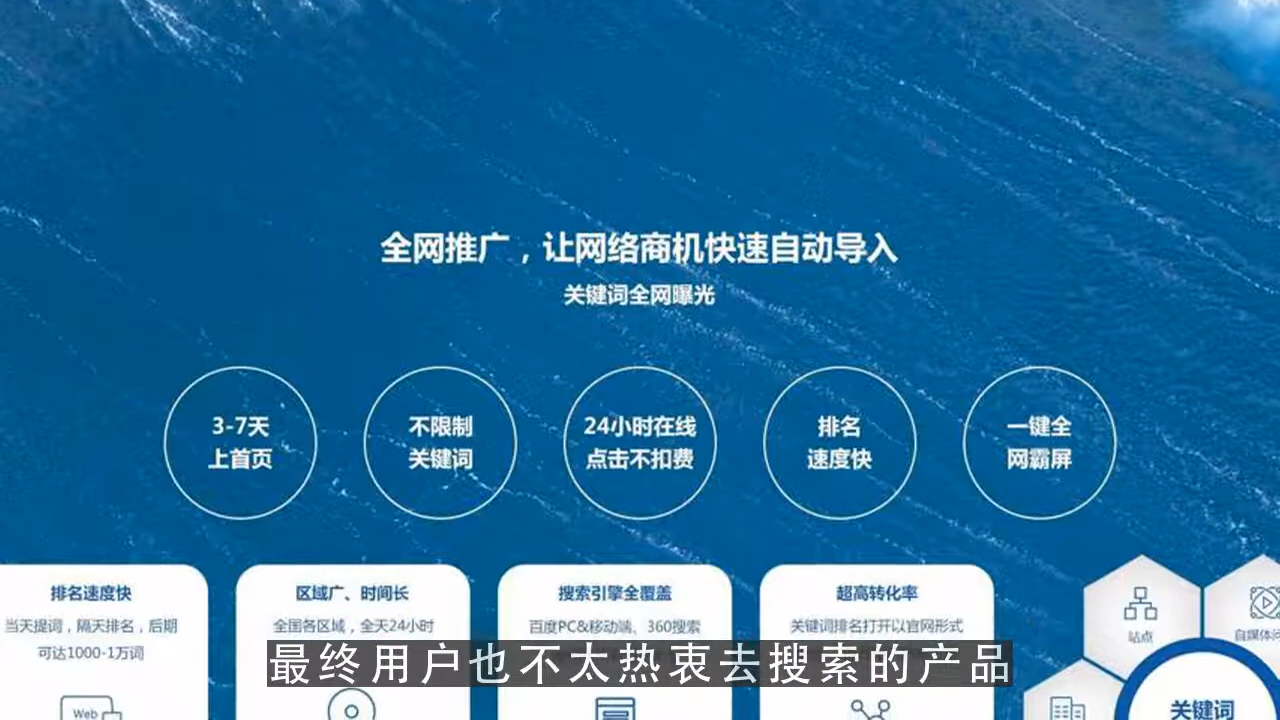 全网推广，让网络商机快速自动导入
关键词全网曝光
3-7天
上首页
不限制
关键词
24小时在线
点击不扣费
排名
速度快
一键全
网霸屏
排名速度快
当天提词，隔天排名，后期
可达1000-1万词
Web
区域广、时间长
全国各区域，全天24小时
搜索引擎全覆盖
百度PC&移动端、360搜索
超高转化率
关键词排名打开以官网形式
站点
自媒体
关键词
最终用户也不太热衷去搜索的产品